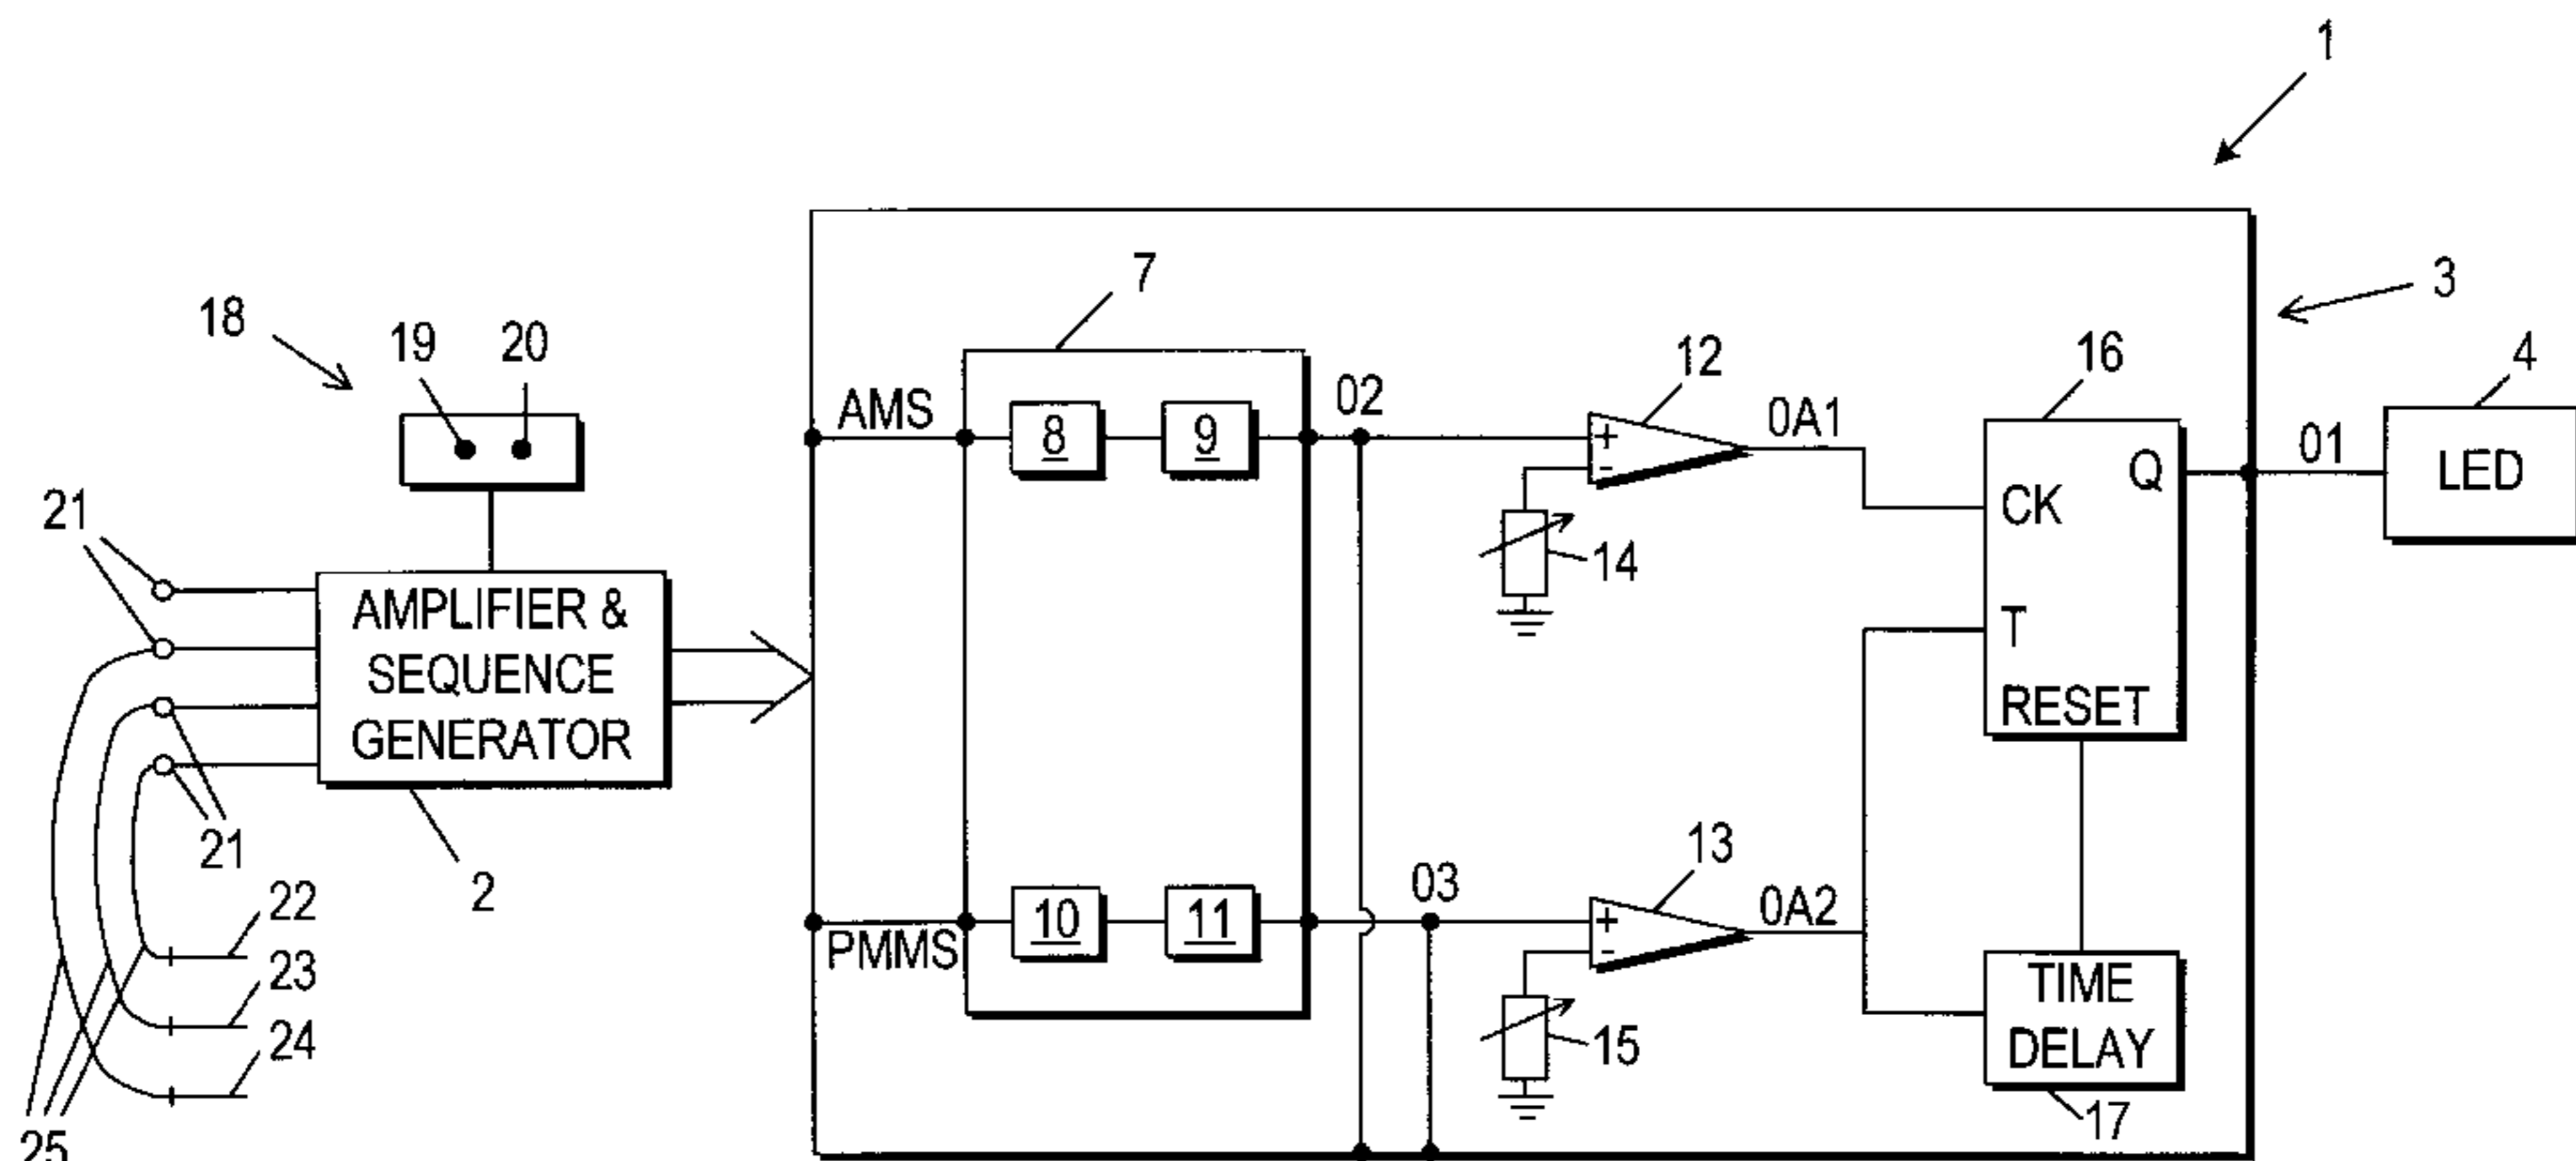 1
3
7
18
19
20
12
16
4
AMS
8
9
02
+
-
0A1
CK
Q
01
LED
14
21
AMPLIFIER &
SEQUENCE
GENERATOR
T
RESET
21
2
22
23
24
25
PMMS
10
11
03
13
+
-
0A2
15
TIME
DELAY
17